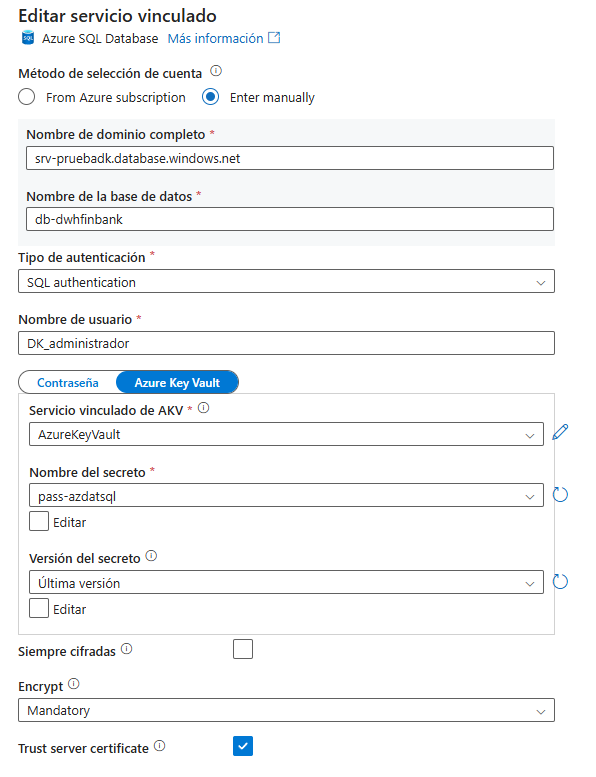 Editar servicio vinculado
SQL Azure SQL Database Más información
Método de selección de cuenta
From Azure subscription Enter manually
Nombre de dominio completo *
srv-pruebadk.database.windows.net
Nombre de la base de datos *
db-dwhfinbank
Tipo de autenticación *
SQL authentication
Nombre de usuario *
DK_administrador
Contraseña Azure Key Vault
Servicio vinculado de AKV *
AzureKeyVault
Nombre del secreto *
pass-azdatsql
Editar
Versión del secreto
Última versión
Editar
Siempre cifradas
Encrypt
Mandatory
Trust server certificate